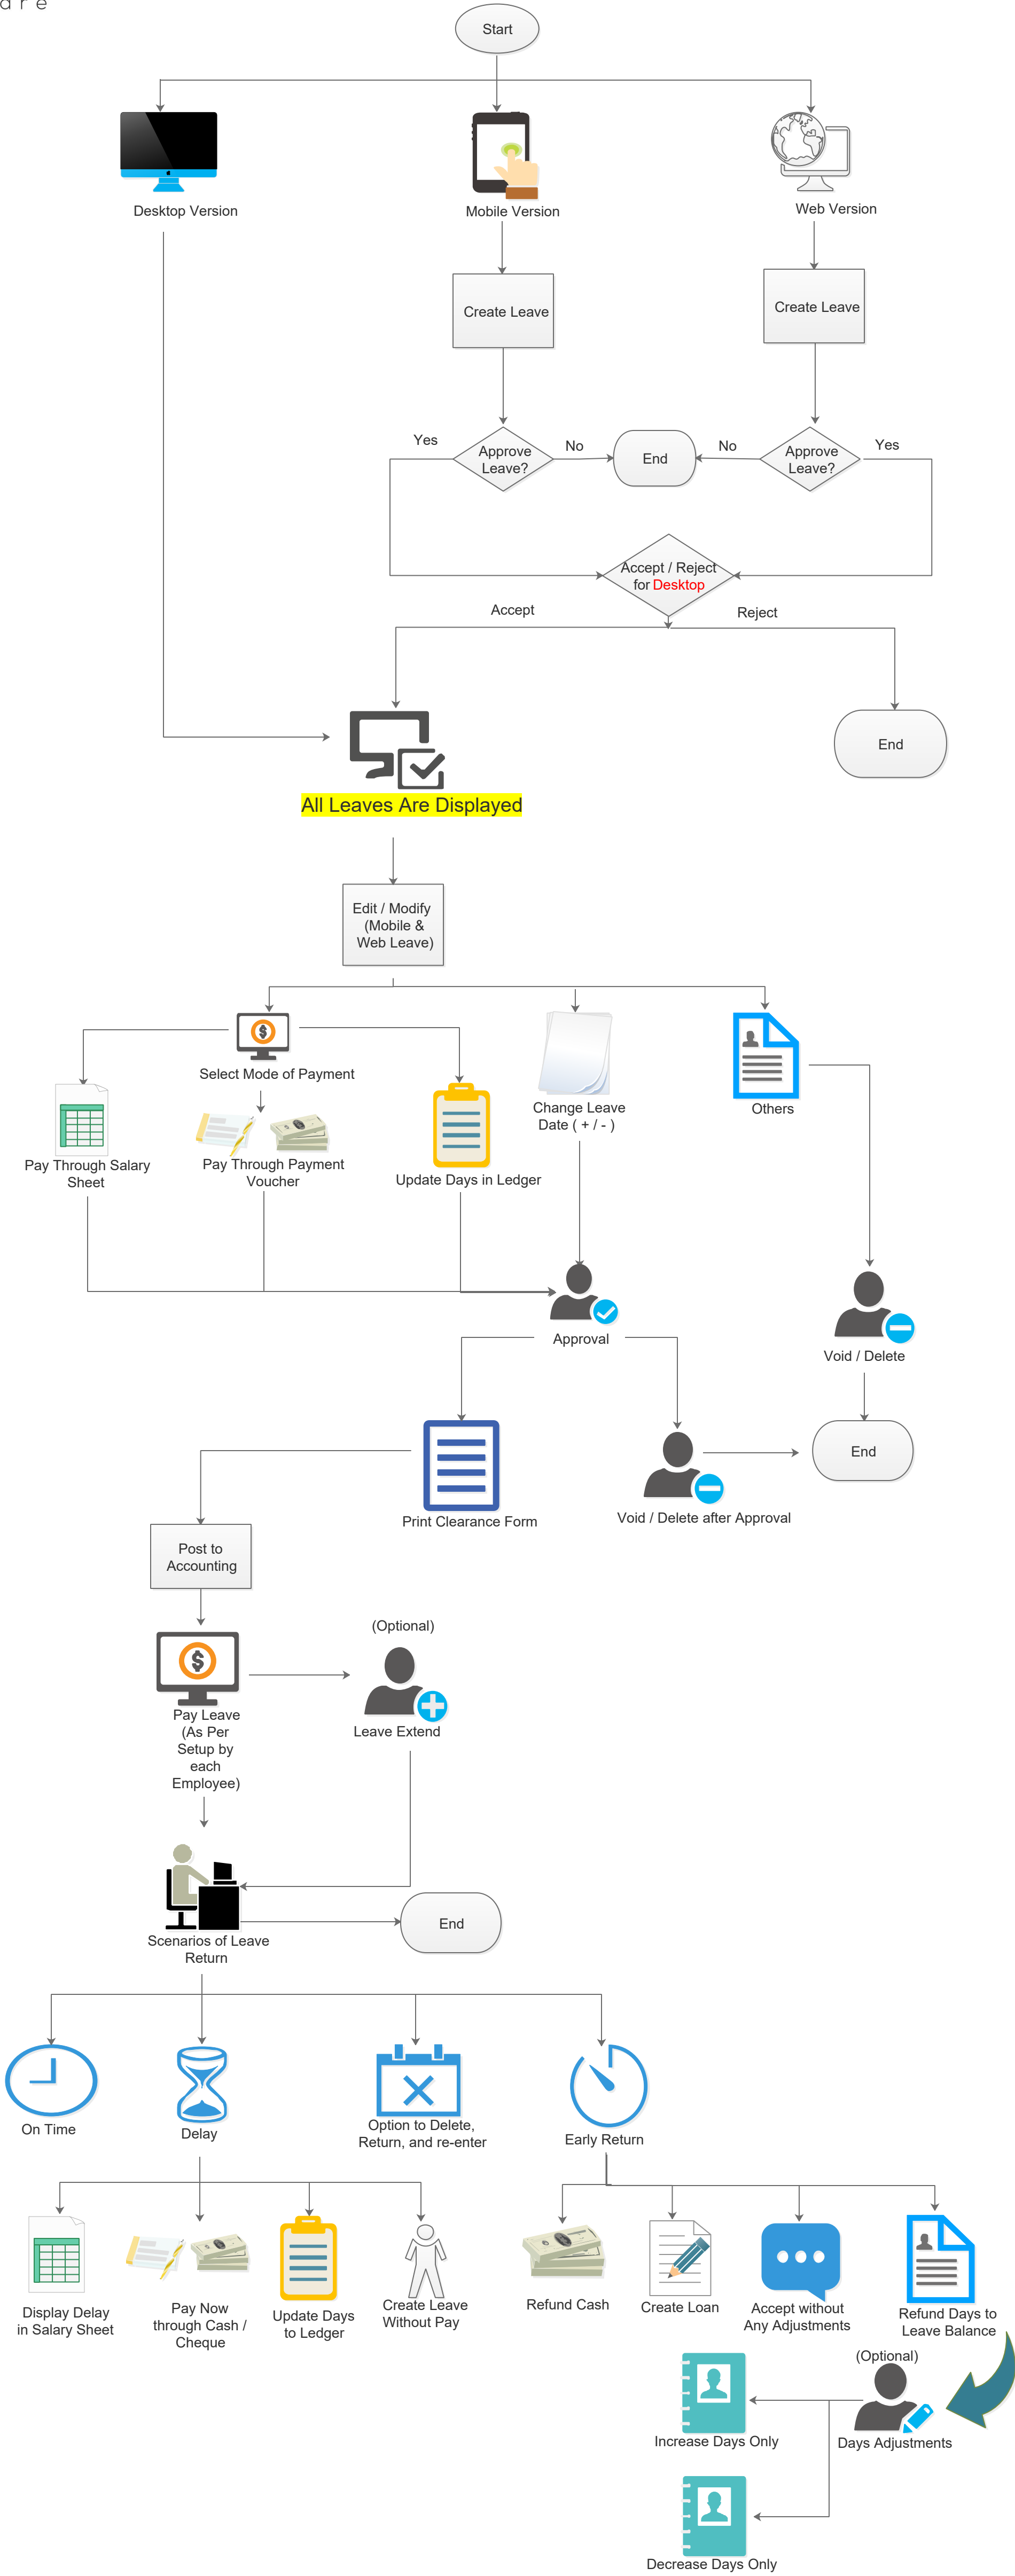 are
Start
Desktop Version
Mobile Version
Web Version
Create Leave
Create Leave
Yes
Approve
Leave?
No
End
No
Approve
Leave?
Yes
Accept / Reject
for Desktop
Accept
Reject
End
All Leaves Are Displayed
Edit / Modify
(Mobile &
Web Leave)
Select Mode of Payment
Change Leave
Date ( + / - )
Others
Pay Through Salary
Sheet
Pay Through Payment
Voucher
Update Days in Ledger
Approval
Void / Delete
Print Clearance Form
Void / Delete after Approval
End
Post to
Accounting
(Optional)
Pay Leave
(As Per
Setup by
each
Employee)
Leave Extend
Scenarios of Leave
Return
End
On Time
Delay
Option to Delete,
Return, and re-enter
Early Return
Display Delay
in Salary Sheet
Pay Now
through Cash /
Cheque
Update Days
to Ledger
Create Leave
Without Pay
Refund Cash
Create Loan
Accept without
Any Adjustments
Refund Days to
Leave Balance
(Optional)
Days Adjustments
Increase Days Only
Decrease Days Only